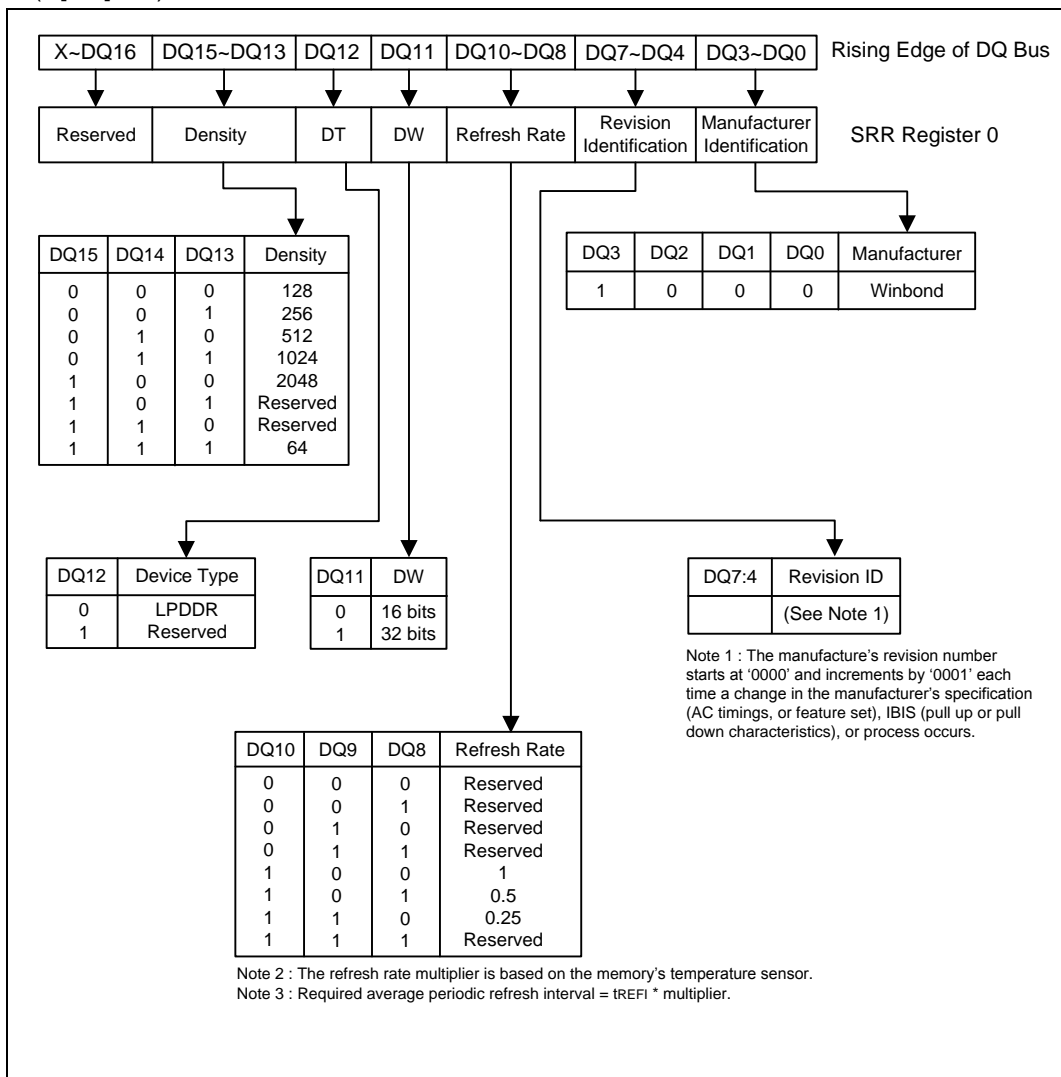 X~DQ16 DQ15~DQ13 DQ12 DQ11 DQ10~DQ8 DQ7~DQ4 DQ3~DQ0 Rising Edge of DQ Bus
Reserved Density DT DW Refresh Rate Revision Identification Manufacturer Identification SRR Register 0
DQ15 DQ14 DQ13 Density
0 0 0 128
0 0 1 256
0 1 0 512
0 1 1 1024
1 0 0 2048
1 0 1 Reserved
1 1 0 Reserved
1 1 1 64
DQ3 DQ2 DQ1 DQ0 Manufacturer
1 0 0 0 Winbond
DQ12 Device Type
0 LPDDR
1 Reserved
DQ11 DW
0 16 bits
1 32 bits
DQ7:4 Revision ID
(See Note 1)
Note 1 : The manufacture's revision number
starts at ‘0000’ and increments by ‘0001’ each
time a change in the manufacturer's specification
(AC timings, or feature set), IBIS (pull up or pull
down characteristics), or process occurs.
DQ10 DQ9 DQ8 Refresh Rate
0 0 0 Reserved
0 0 1 Reserved
0 1 0 Reserved
0 1 1 Reserved
1 0 0 1
1 0 1 0.5
1 1 0 0.25
1 1 1 Reserved
Note 2 : The refresh rate multiplier is based on the memory's temperature sensor.
Note 3 : Required average periodic refresh interval = tREFI * multiplier.